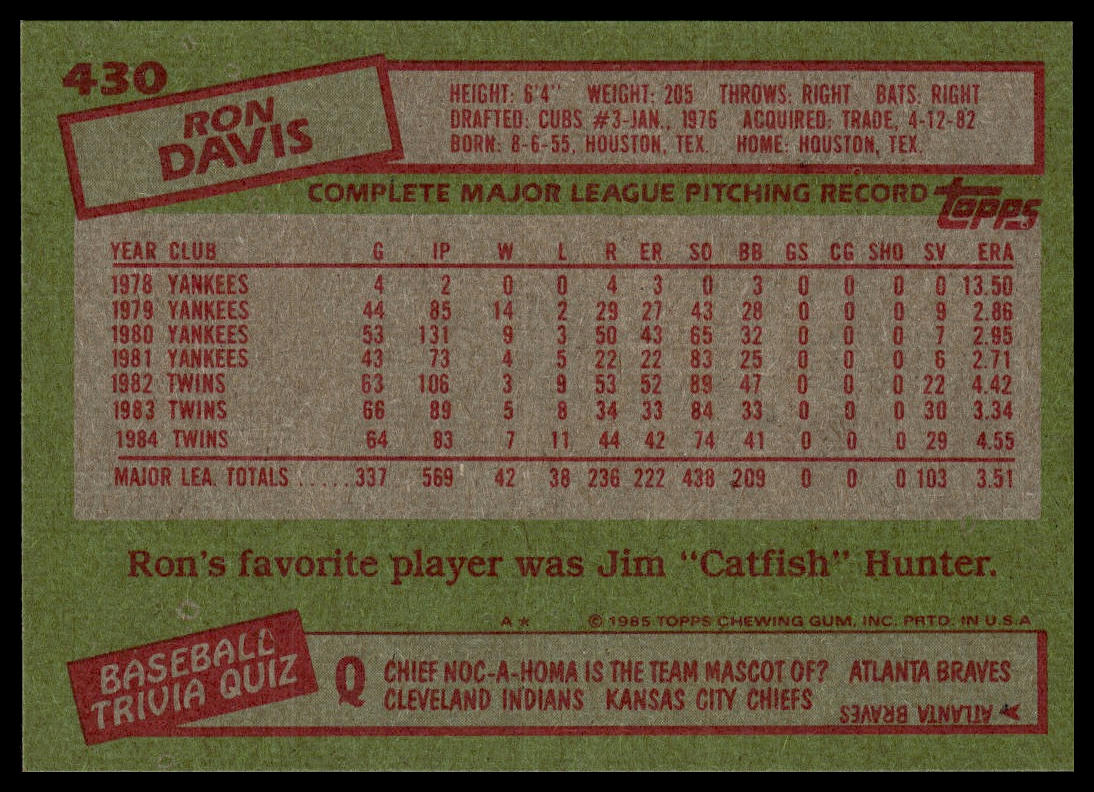 430
RON
DAVIS
HEIGHT: 6'4" WEIGHT: 205 THROWS: RIGHT BATS: RIGHT
DRAFTED: CUBS #3-JAN., 1976 ACQUIRED: TRADE, 4-12-82
BORN: 8-6-55, HOUSTON, TEX. HOME: HOUSTON, TEX.
COMPLETE MAJOR LEAGUE PITCHING RECORD topps
YEAR CLUB G IP W L R ER SO BB GS CG SHO SV ERA
1978 YANKEES 4 2 0 0 4 3 0 3 0 0 0 0 13.50
1979 YANKEES 44 85 14 2 29 27 43 28 0 0 0 9 2.86
1980 YANKEES 53 131 9 3 50 43 65 32 0 0 0 7 2.95
1981 YANKEES 43 73 4 5 22 22 83 25 0 0 0 6 2.71
1982 TWINS 63 106 3 9 53 52 89 47 0 0 0 22 4.42
1983 TWINS 66 89 5 8 34 33 84 33 0 0 0 30 3.34
1984 TWINS 64 83 7 11 44 42 74 41 0 0 0 29 4.55
MAJOR LEA. TOTALS .....337 569 42 38 236 222 438 209 0 0 0 103 3.51
Ron's favorite player was Jim "Catfish" Hunter.
A* © 1985 TOPPS CHEWING GUM, INC. PRTD. IN U.S.A
BASEBALL
TRIVIA QUIZ
Q CHIEF NOC-A-HOMA IS THE TEAM MASCOT OF? ATLANTA BRAVES
CLEVELAND INDIANS KANSAS CITY CHIEFS
ATLANTA BRAVES